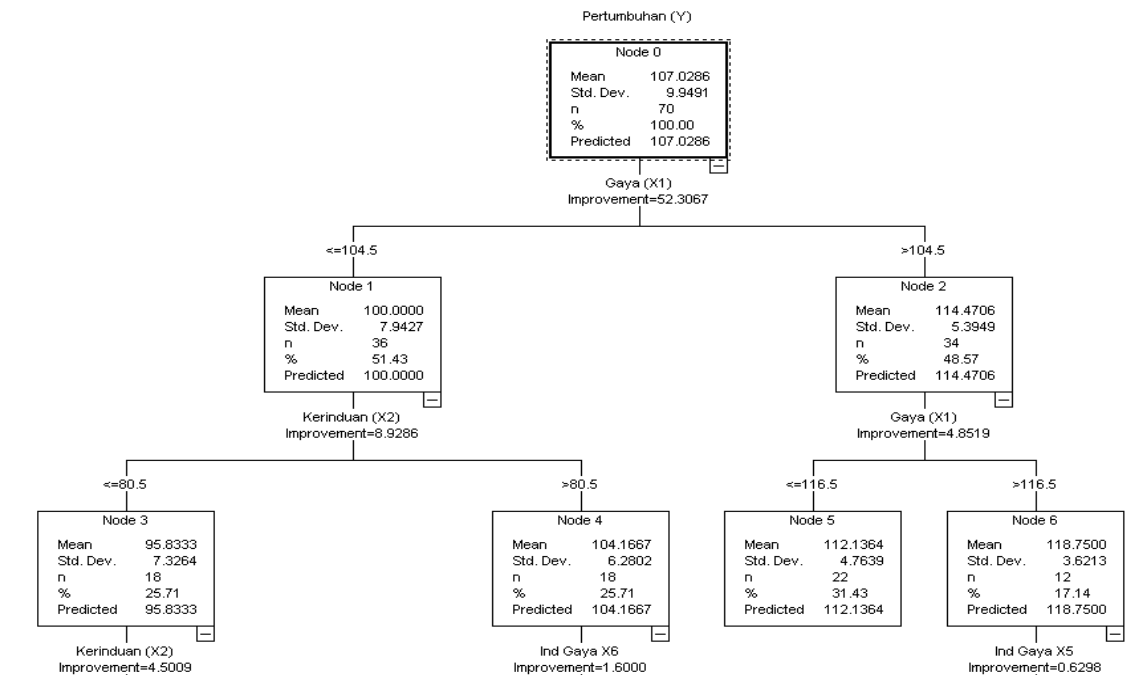 Pertumbuhan (Y)
Node 0
Mean 107.0286
Std. Dev. 9.9491
n 70
% 100.00
Predicted 107.0286
Gaya (X1)
Improvement=52.3067
<=104.5
>104.5
Node 1
Mean 100.0000
Std. Dev. 7.9427
n 36
% 51.43
Predicted 100.0000
Kerinduan (X2)
Improvement=8.9286
Node 2
Mean 114.4706
Std. Dev. 5.3949
n 34
% 48.57
Predicted 114.4706
Gaya (X1)
Improvement=4.8519
<=80.5
>80.5
<=116.5
>116.5
Node 3
Mean 95.8333
Std. Dev. 7.3264
n 18
% 25.71
Predicted 95.8333
Kerinduan (X2)
Improvement=4.5009
Node 4
Mean 104.1667
Std. Dev. 6.2802
n 18
% 25.71
Predicted 104.1667
Ind Gaya X6
Improvement=1.6000
Node 5
Mean 112.1364
Std. Dev. 4.7639
n 22
% 31.43
Predicted 112.1364
Node 6
Mean 118.7500
Std. Dev. 3.6213
n 12
% 17.14
Predicted 118.7500
Ind Gaya X5
Improvement=0.6298